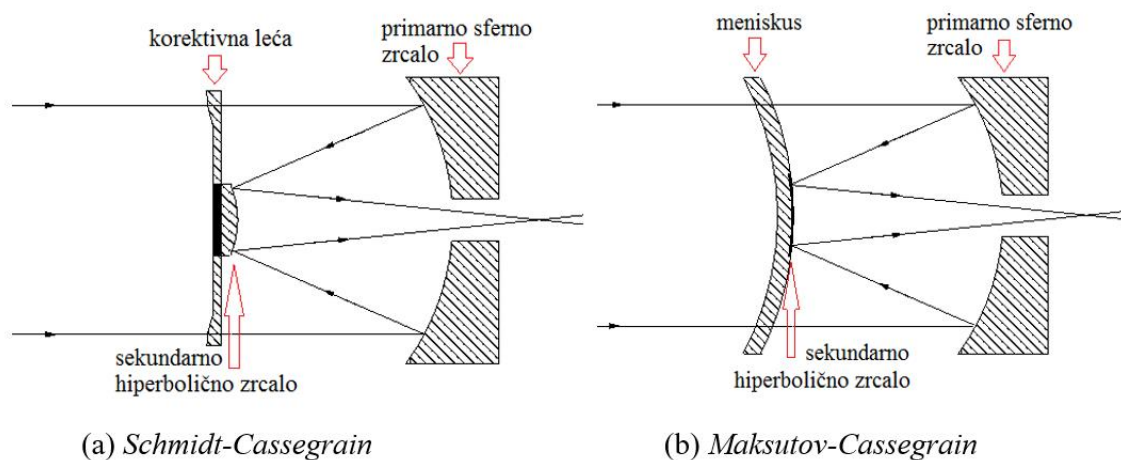 korektivna leća
primarno sferno
zrcalo
sekundarno
hiperbolično zrcalo
(a) Schmidt-Cassegrain
meniskus
primarno sferno
zrcalo
sekundarno
hiperbolično zrcalo
(b) Maksutov-Cassegrain